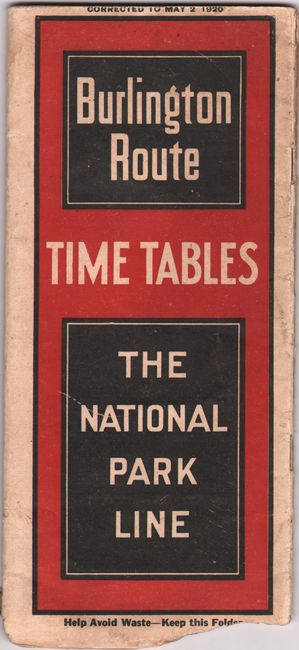 CORRECTED TO MAY 2 1920
Burlington
Route
TIME TABLES
THE
NATIONAL
PARK
LINE
Help Avoid Waste—Keep this Folder